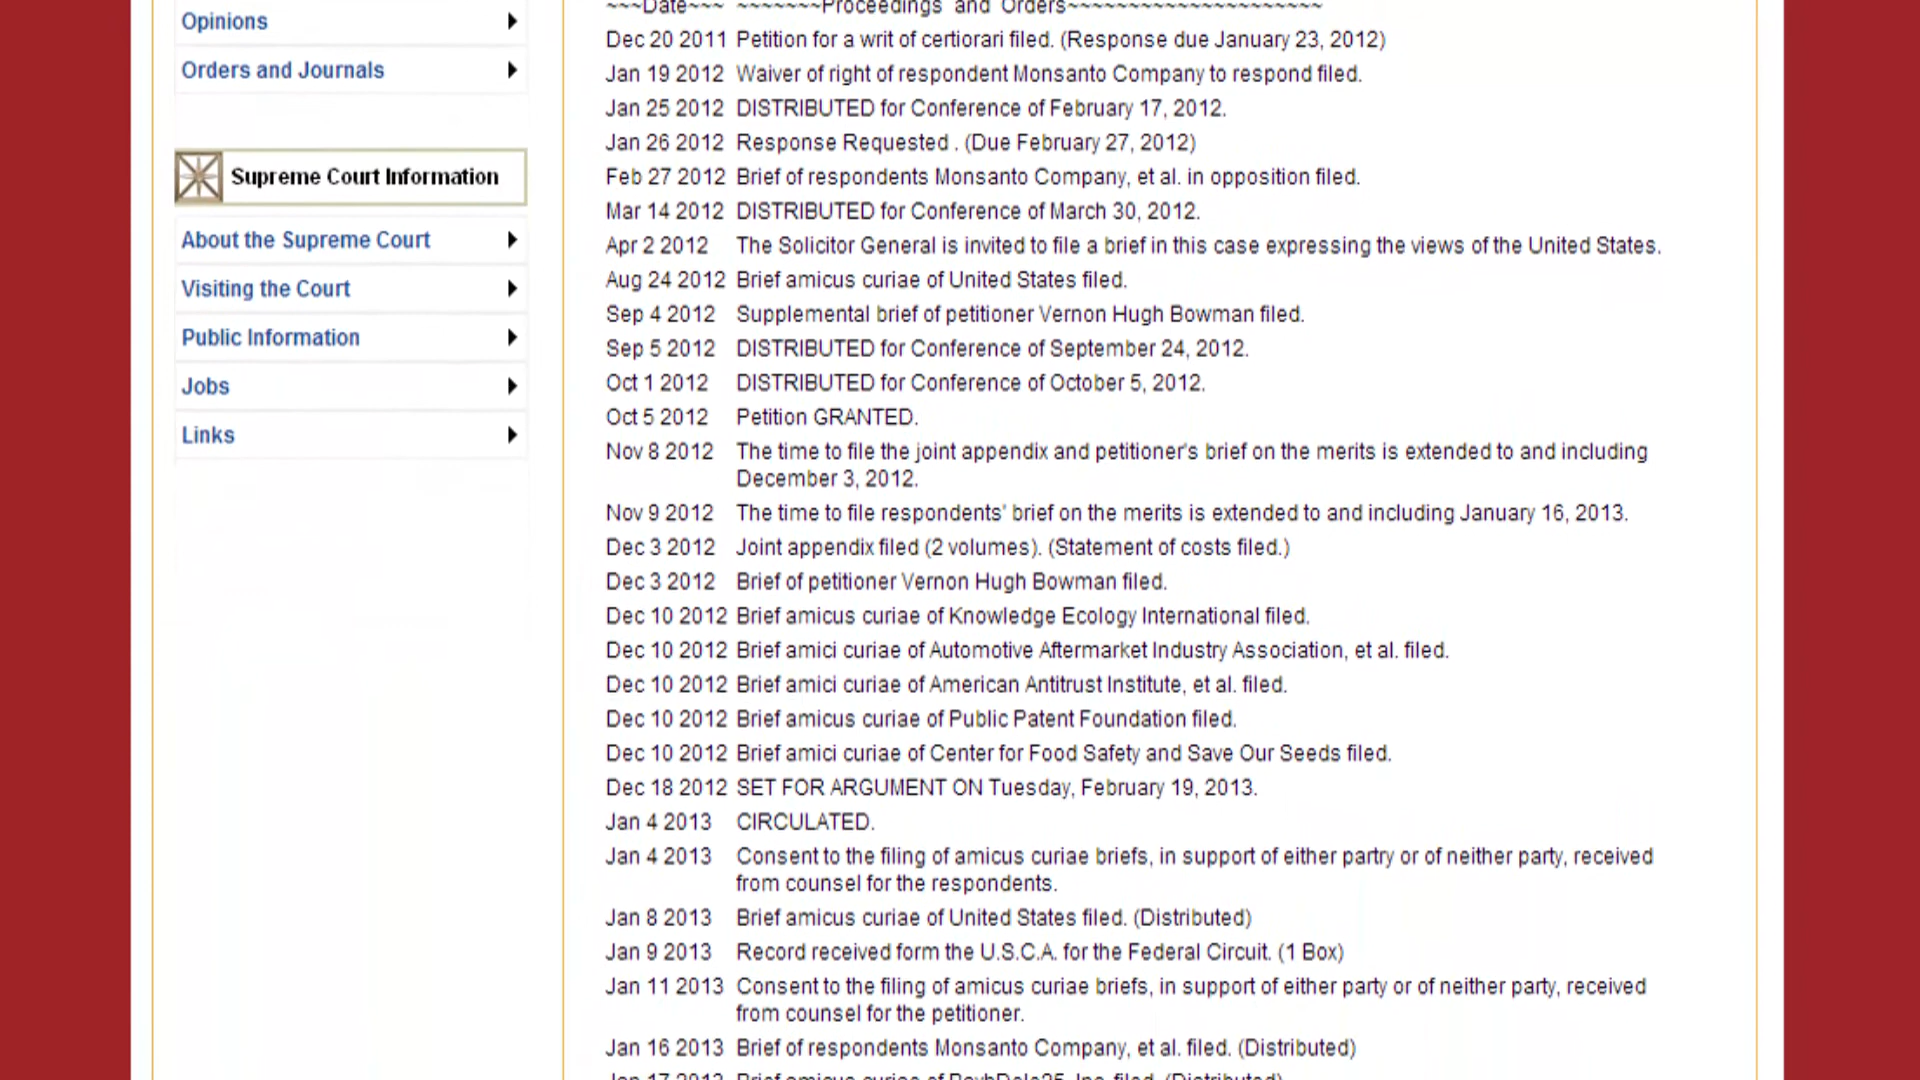 Opinions
Orders and Journals
Supreme Court Information
About the Supreme Court
Visiting the Court
Public Information
Jobs
Links
~~~Date~~~ ~~~~~~~Proceedings and Orders~~~~~~~~~~~~~~~~~~~~~
Dec 20 2011 Petition for a writ of certiorari filed. (Response due January 23, 2012)
Jan 19 2012 Waiver of right of respondent Monsanto Company to respond filed.
Jan 25 2012 DISTRIBUTED for Conference of February 17, 2012.
Jan 26 2012 Response Requested . (Due February 27, 2012)
Feb 27 2012 Brief of respondents Monsanto Company, et al. in opposition filed.
Mar 14 2012 DISTRIBUTED for Conference of March 30, 2012.
Apr 2 2012 The Solicitor General is invited to file a brief in this case expressing the views of the United States.
Aug 24 2012 Brief amicus curiae of United States filed.
Sep 4 2012 Supplemental brief of petitioner Vernon Hugh Bowman filed.
Sep 5 2012 DISTRIBUTED for Conference of September 24, 2012.
Oct 1 2012 DISTRIBUTED for Conference of October 5, 2012.
Oct 5 2012 Petition GRANTED.
Nov 8 2012 The time to file the joint appendix and petitioner's brief on the merits is extended to and including
December 3, 2012.
Nov 9 2012 The time to file respondents' brief on the merits is extended to and including January 16, 2013.
Dec 3 2012 Joint appendix filed (2 volumes). (Statement of costs filed.)
Dec 3 2012 Brief of petitioner Vernon Hugh Bowman filed.
Dec 10 2012 Brief amicus curiae of Knowledge Ecology International filed.
Dec 10 2012 Brief amici curiae of Automotive Aftermarket Industry Association, et al. filed.
Dec 10 2012 Brief amici curiae of American Antitrust Institute, et al. filed.
Dec 10 2012 Brief amicus curiae of Public Patent Foundation filed.
Dec 10 2012 Brief amici curiae of Center for Food Safety and Save Our Seeds filed.
Dec 18 2012 SET FOR ARGUMENT ON Tuesday, February 19, 2013.
Jan 4 2013 CIRCULATED.
Jan 4 2013 Consent to the filing of amicus curiae briefs, in support of either partry or of neither party, received
from counsel for the respondents.
Jan 8 2013 Brief amicus curiae of United States filed. (Distributed)
Jan 9 2013 Record received form the U.S.C.A. for the Federal Circuit. (1 Box)
Jan 11 2013 Consent to the filing of amicus curiae briefs, in support of either party or of neither party, received
from counsel for the petitioner.
Jan 16 2013 Brief of respondents Monsanto Company, et al. filed. (Distributed)
Jan 17 2013 Brief amicus curiae of BayhDole25, Inc. filed. (Distributed)